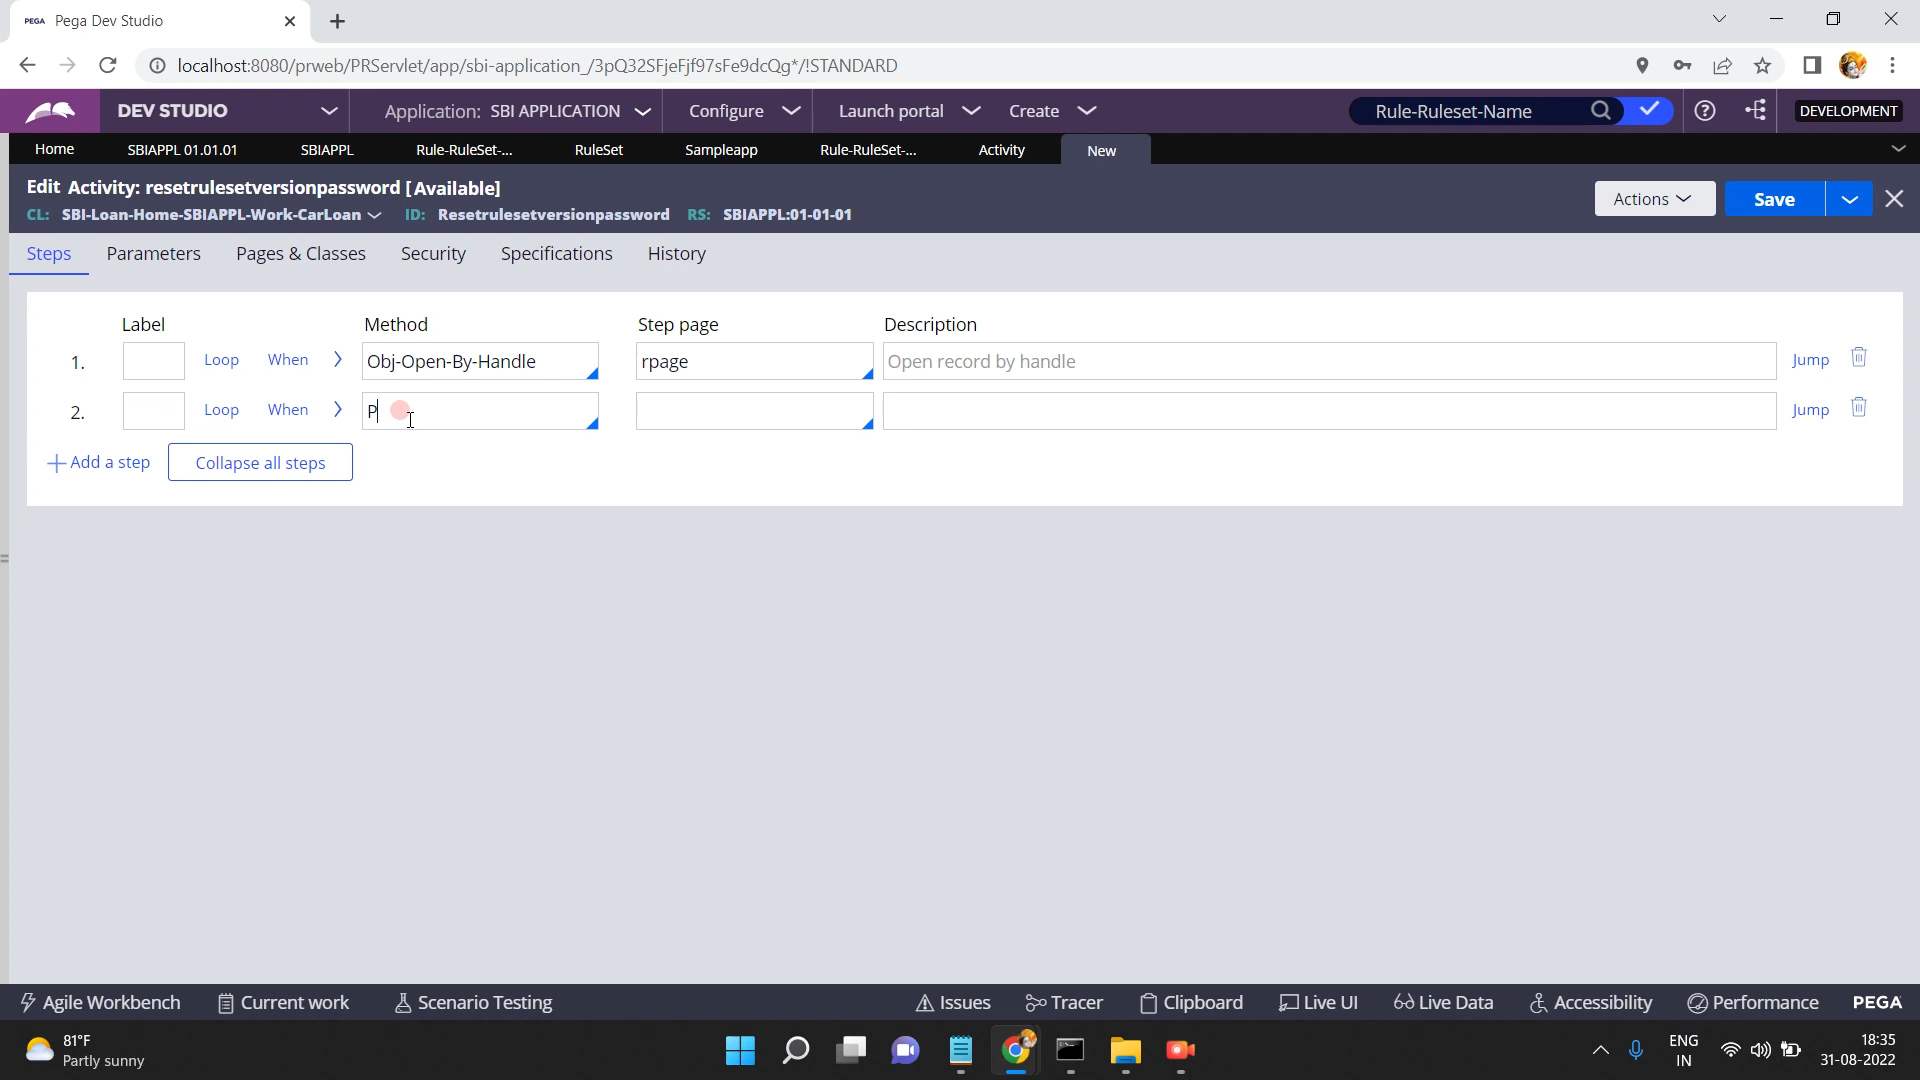 PEGA Pega Dev Studio
localhost:8080/prweb/PRServlet/app/sbi-application_/3pQ32SFjeFjf97sFe9dcQg*/!STANDARD
DEV STUDIO Application: SBI APPLICATION Configure Launch portal Create Rule-Ruleset-Name DEVELOPMENT
Home SBIAPPL 01.01.01 SBIAPPL Rule-RuleSet-... RuleSet Sampleapp Rule-RuleSet-... Activity New
Edit Activity: resetrulesetversionpassword [Available]
CL: SBI-Loan-Home-SBIAPPL-Work-CarLoan ID: Resetrulesetversionpassword RS: SBIAPPL:01-01-01
Actions Save
Steps Parameters Pages & Classes Security Specifications History
Label Method Step page Description
1. Loop When Obj-Open-By-Handle rpage Open record by handle Jump
2. Loop When P Jump
Add a step Collapse all steps
Agile Workbench Current work Scenario Testing Issues Tracer Clipboard Live UI Live Data Accessibility Performance PEGA
81°F
Partly sunny
ENG
IN
18:35
31-08-2022